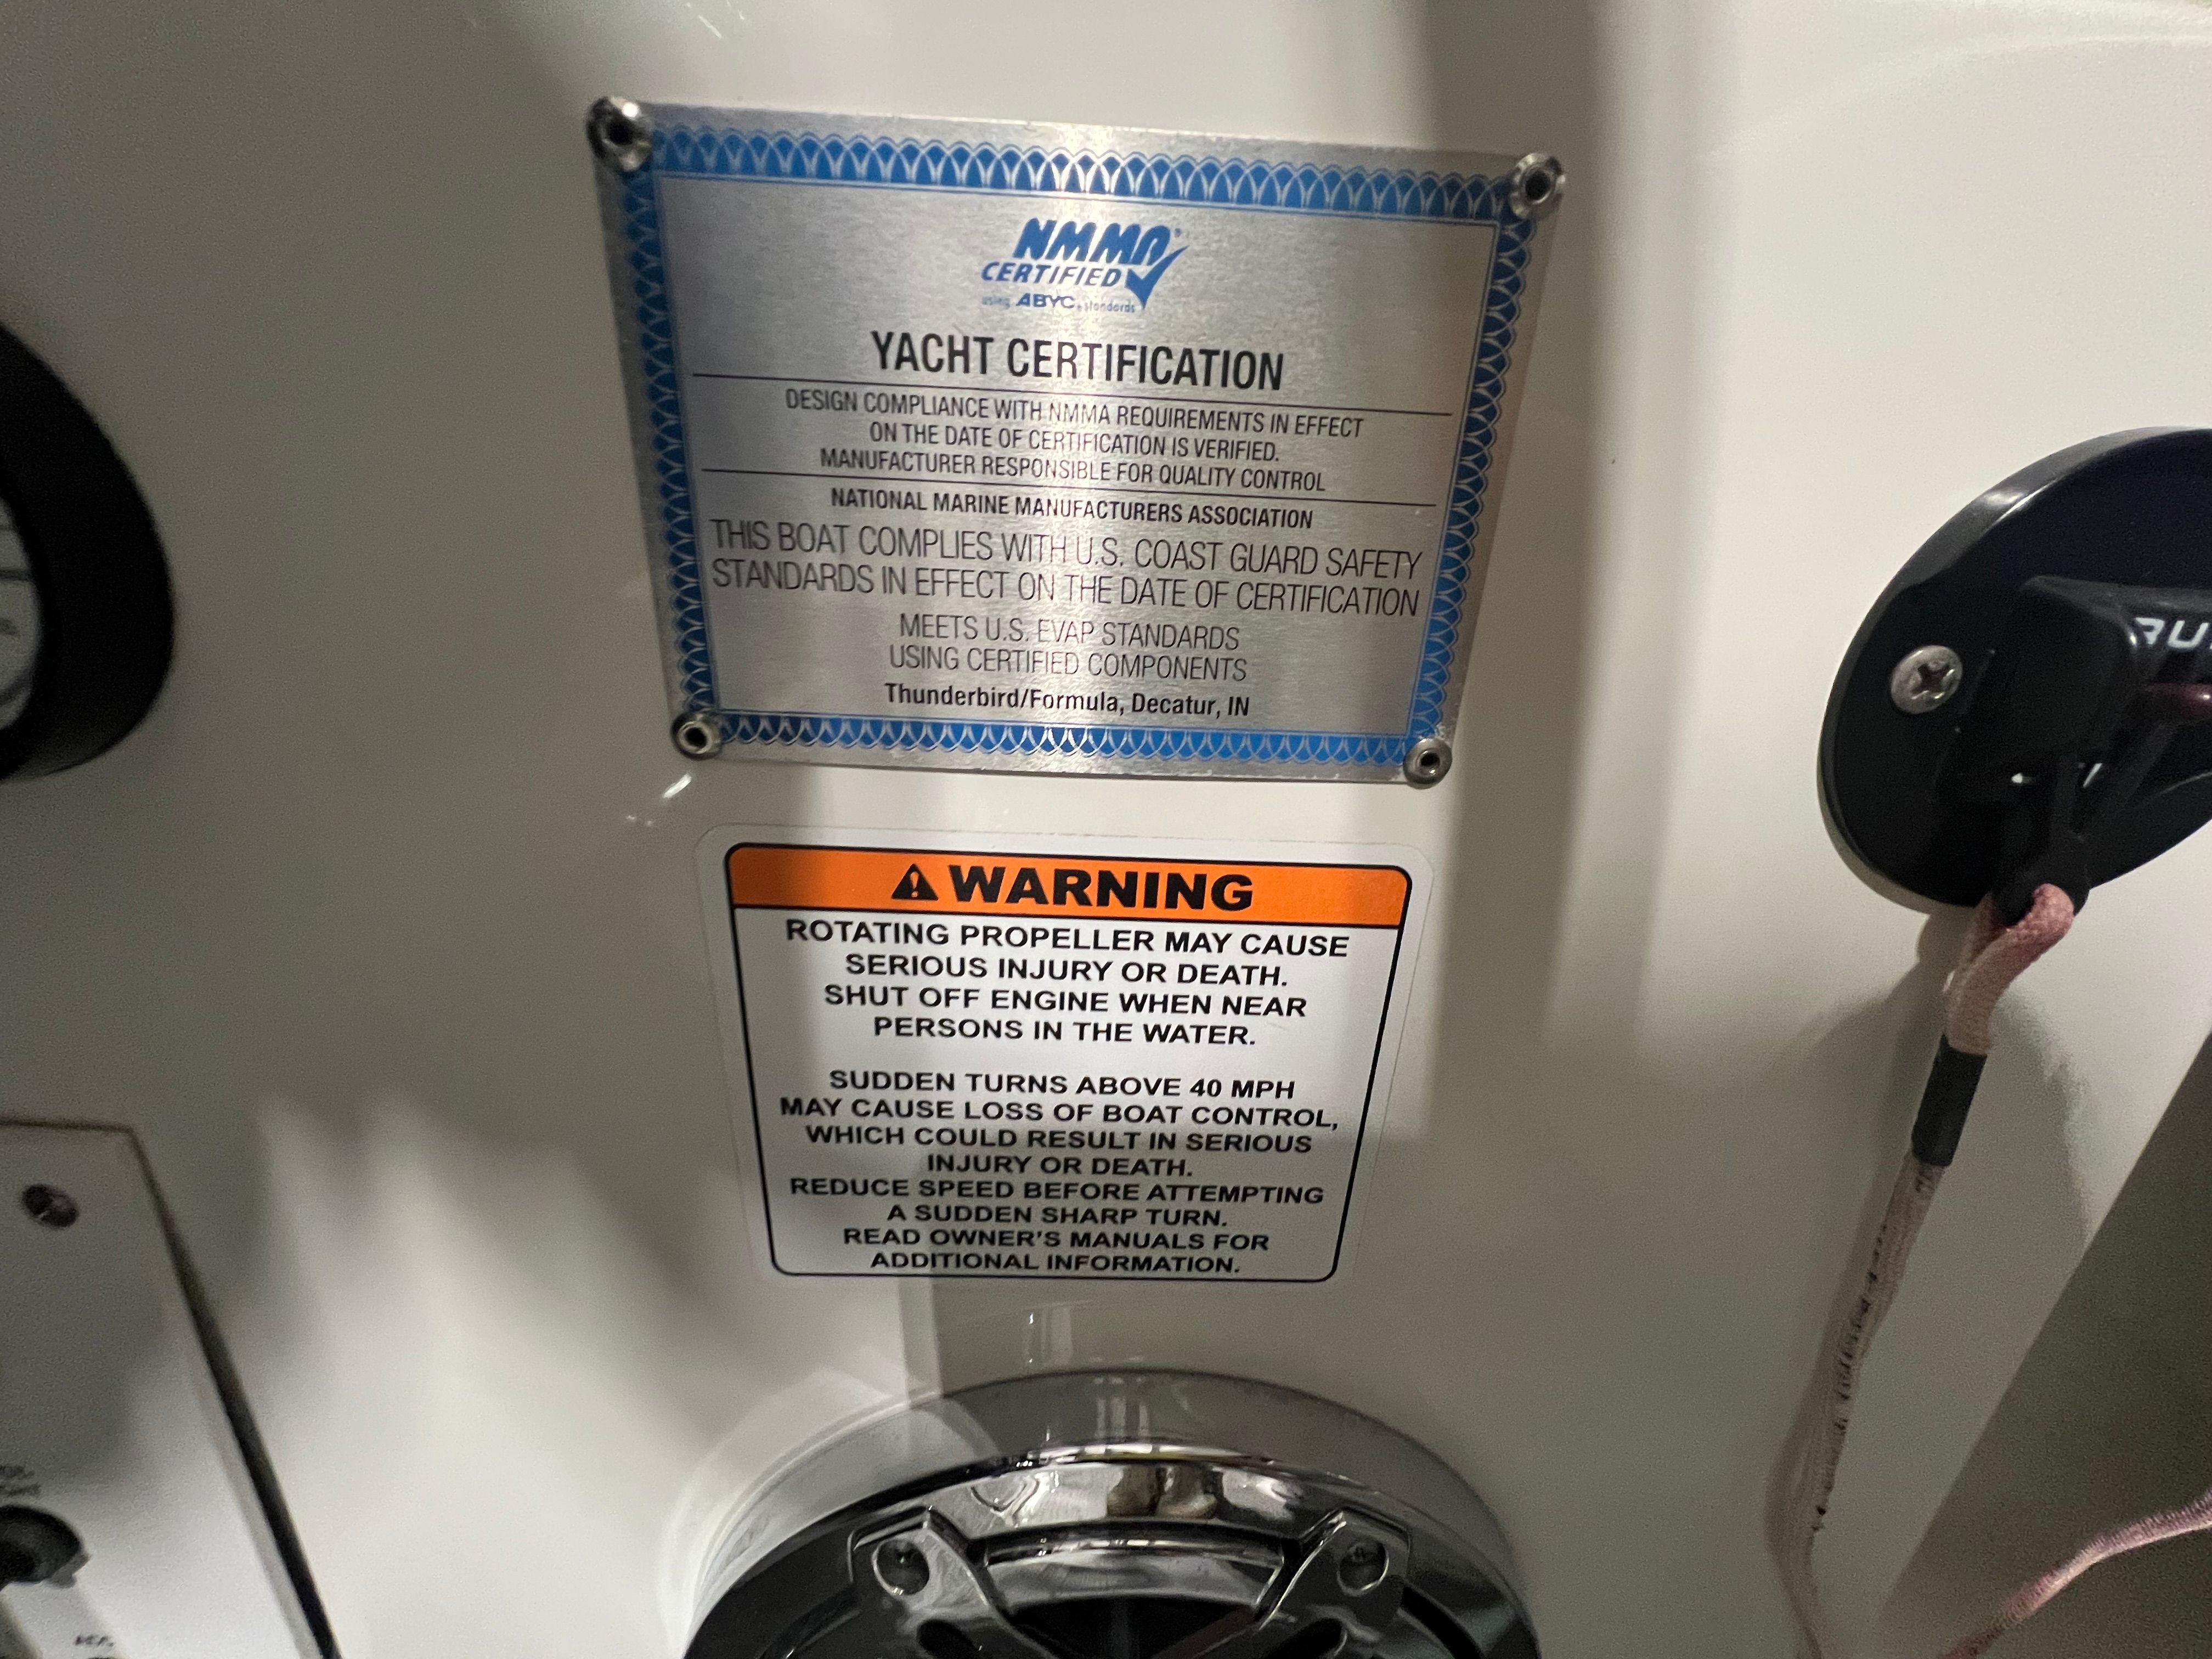 NMMA®
CERTIFIED
using ABYC standards
YACHT CERTIFICATION
DESIGN COMPLIANCE WITH NMMA REQUIREMENTS IN EFFECT
ON THE DATE OF CERTIFICATION IS VERIFIED.
MANUFACTURER RESPONSIBLE FOR QUALITY CONTROL
NATIONAL MARINE MANUFACTURERS ASSOCIATION
THIS BOAT COMPLIES WITH U.S. COAST GUARD SAFETY
STANDARDS IN EFFECT ON THE DATE OF CERTIFICATION
MEETS U.S. EVAP STANDARDS
USING CERTIFIED COMPONENTS
Thunderbird/Formula, Decatur, IN
WARNING
ROTATING PROPELLER MAY CAUSE
SERIOUS INJURY OR DEATH.
SHUT OFF ENGINE WHEN NEAR
PERSONS IN THE WATER.
SUDDEN TURNS ABOVE 40 MPH
MAY CAUSE LOSS OF BOAT CONTROL,
WHICH COULD RESULT IN SERIOUS
INJURY OR DEATH.
REDUCE SPEED BEFORE ATTEMPTING
A SUDDEN SHARP TURN.
READ OWNER'S MANUALS FOR
ADDITIONAL INFORMATION.